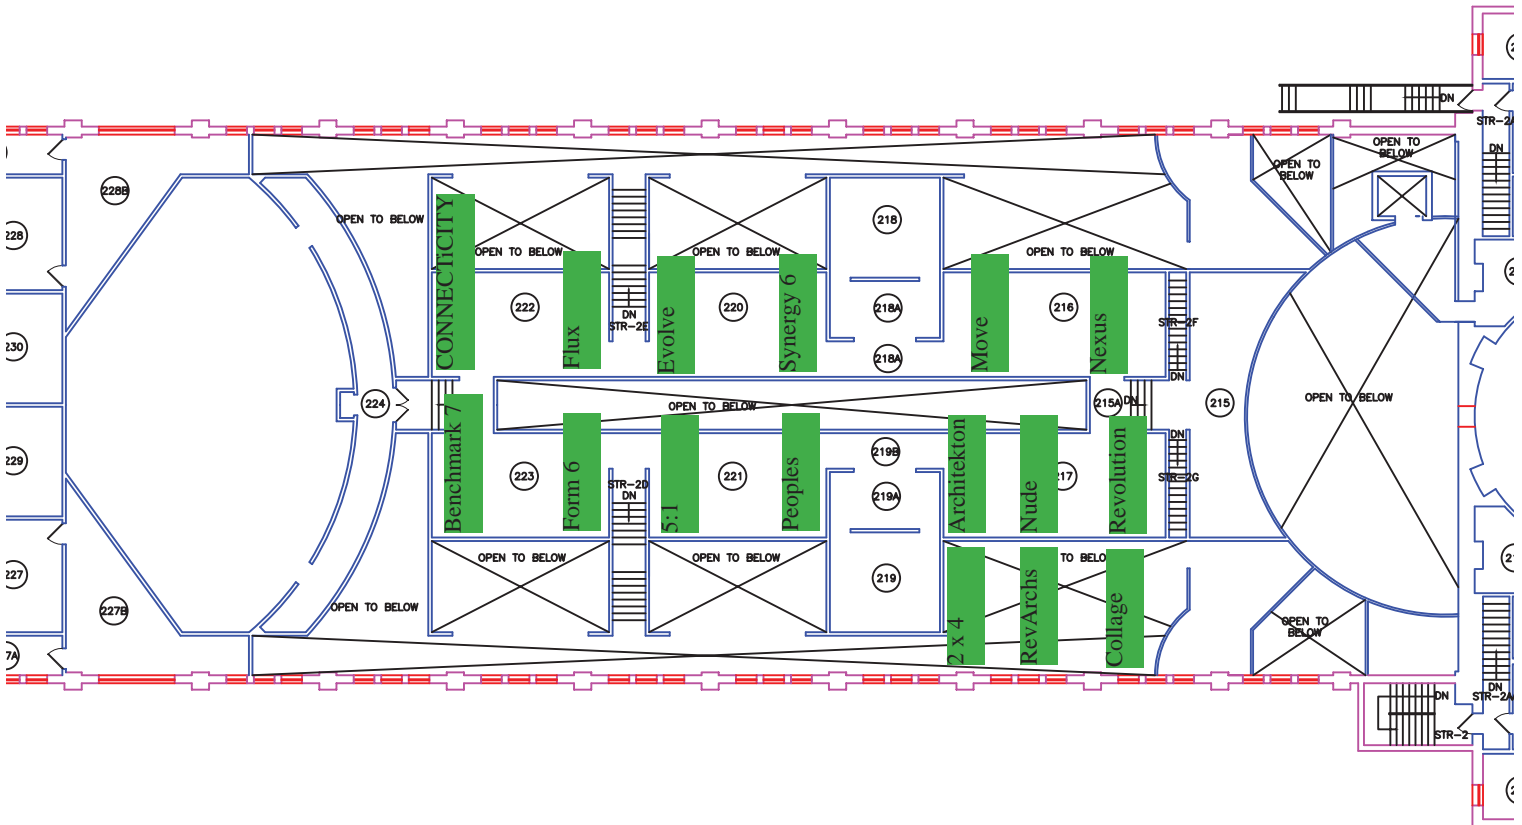 DN
STR-2A
DN
OPEN TO BELOW
OPEN TO BELOW
228B
228
OPEN TO BELOW
CONNECTiCITY
OPEN TO BELOW
OPEN TO BELOW
218
OPEN TO BELOW
222
Flux
DN
STR-2E
Evolve
220
Synergy 6
218A
218A
Move
216
Nexus
STR-2F
DN
230
224
OPEN TO BELOW
215A
DN
215
OPEN TO BELOW
229
Benchmark 7
223
Form 6
STR-2D
DN
5:1
221
Peoples
219B
219A
Architekton
Nude
217
Revolution
DN
STR-2G
OPEN TO BELOW
OPEN TO BELOW
219
227
227B
OPEN TO BELOW
2 x 4
RevArchs
Collage
OPEN TO BELOW
DN
STR-2
DN